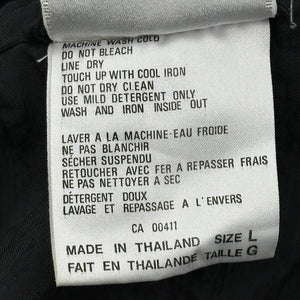 MACHINE WASH COLD
DO NOT BLEACH
LINE DRY
TOUCH UP WITH COOL IRON
DO NOT DRY CLEAN
USE MILD DETERGENT ONLY
WASH AND IRON INSIDE OUT
LAVER A LA MACHINE-EAU FROIDE
NE PAS BLANCHIR
SÉCHER SUSPENDU
RETOUCHER AVEC FER A REPASSER FRAIS
NE PAS NETTOYER A SEC
DÉTERGENT DOUX
LAVAGE ET REPASSAGE A L'ENVERS
CA 00411
MADE IN THAILAND SIZE L
FAIT EN THAILANDE TAILLE G